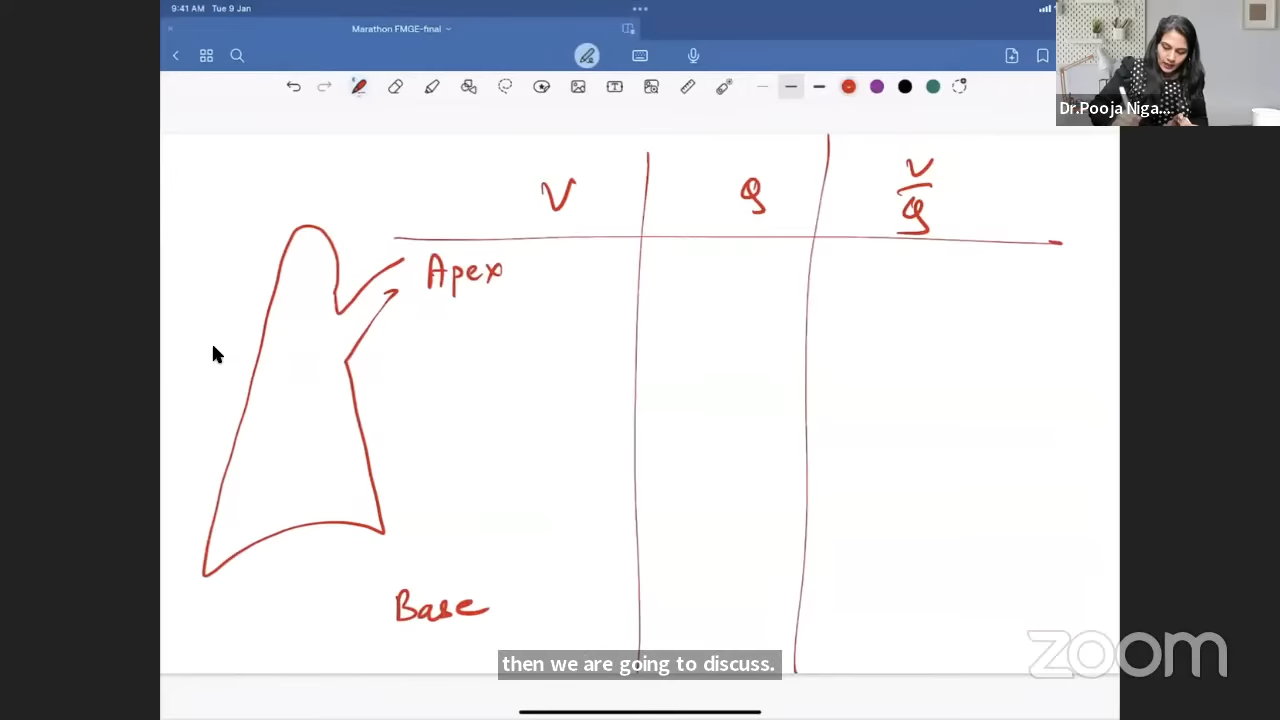 9:41 AM Tue 9 Jan
Marathon FMGE-final
Dr.Pooja Niga...
V
Q
V
Q
Apex
Base
then we are going to discuss.
zoom